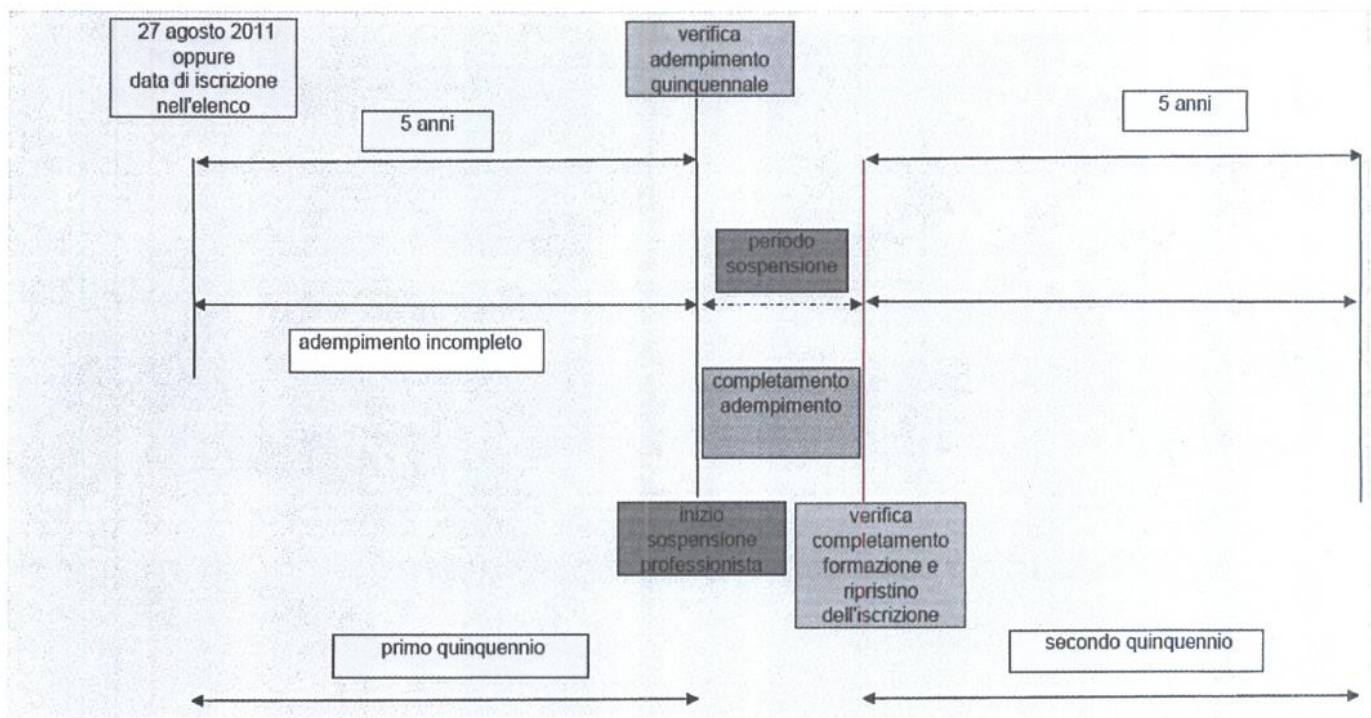 27 agosto 2011
oppure
data di iscrizione
nell'elenco
verifica
adempimento
quinquennale
5 anni
5 anni
periodo
sospensione
adempimento incompleto
completamento
adempimento
inizio
sospensione
professionista
verifica
completamento
formazione e
ripristino
dell'iscrizione
primo quinquennio
secondo quinquennio